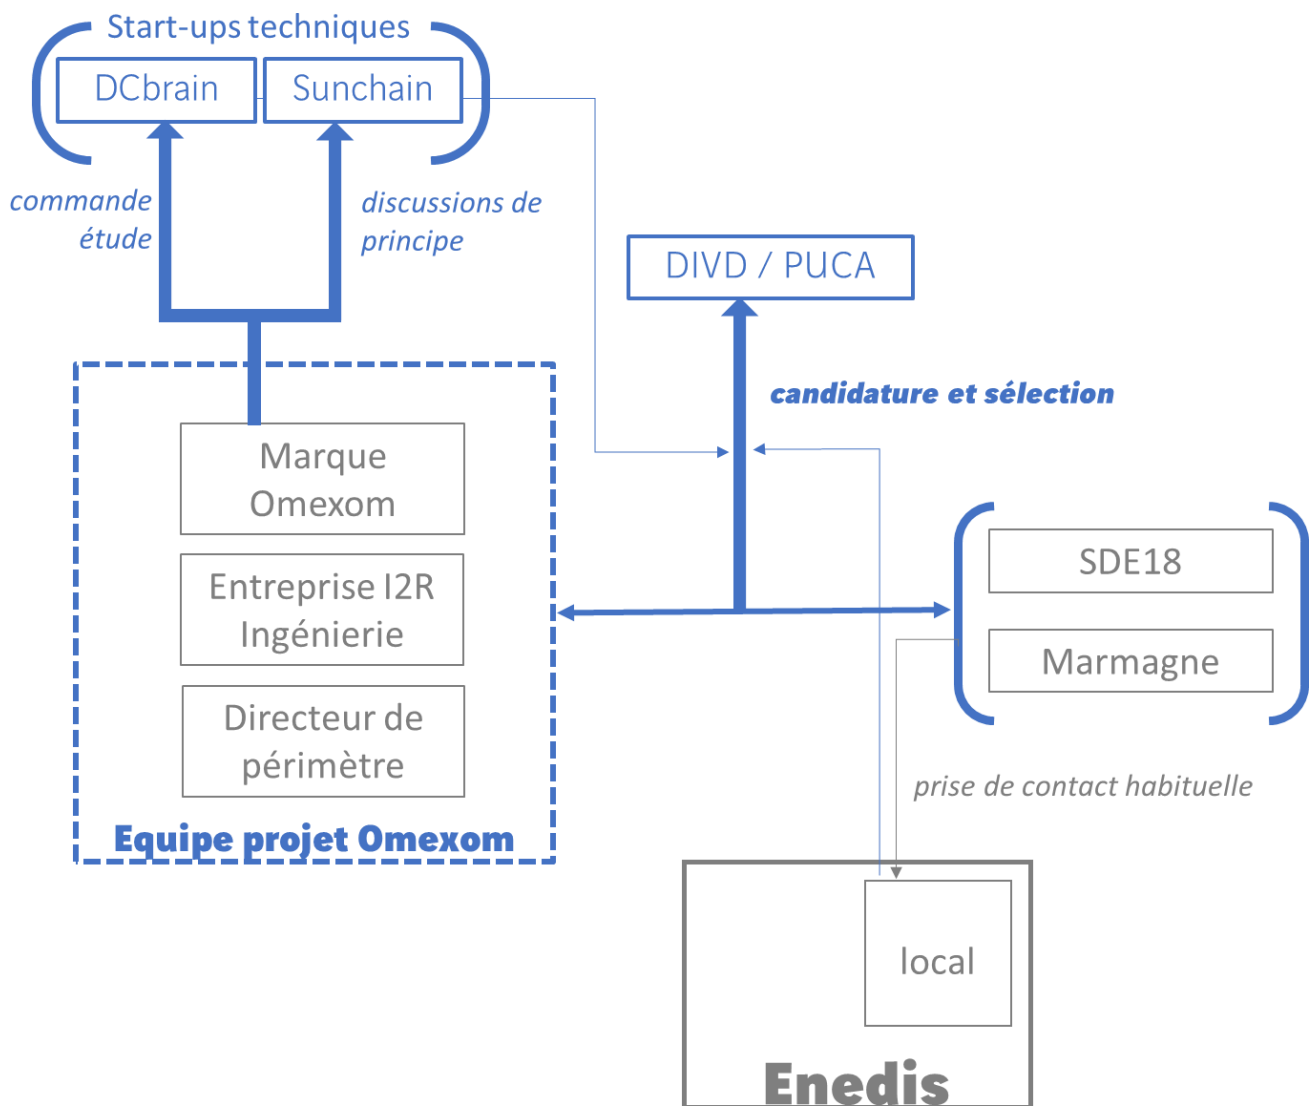 Start-ups techniques
DCbrain
Sunchain
commande
étude
discussions de
principe
DIVD / PUCA
candidature et sélection
Marque
Omexom
Entreprise I2R
Ingénierie
Directeur de
périmètre
Equipe projet Omexom
SDE18
Marmagne
prise de contact habituelle
local
Enedis